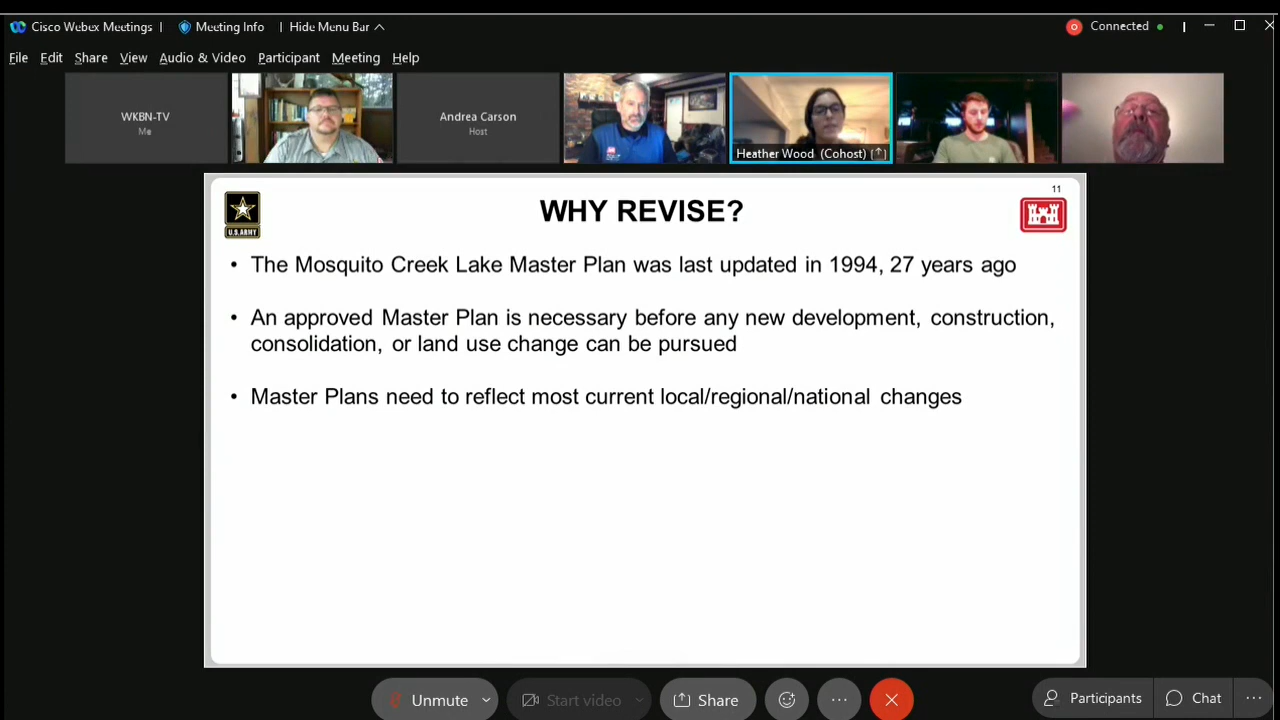 Cisco Webex Meetings | Meeting Info | Hide Menu Bar
Connected
File Edit Share View Audio & Video Participant Meeting Help
WKBN-TV
Me
Andrea Carson
Host
Heather Wood (Cohost)
11
WHY REVISE?
U.S.ARMY
• The Mosquito Creek Lake Master Plan was last updated in 1994, 27 years ago
• An approved Master Plan is necessary before any new development, construction,
consolidation, or land use change can be pursued
• Master Plans need to reflect most current local/regional/national changes
Unmute Start video Share ... Participants Chat ...